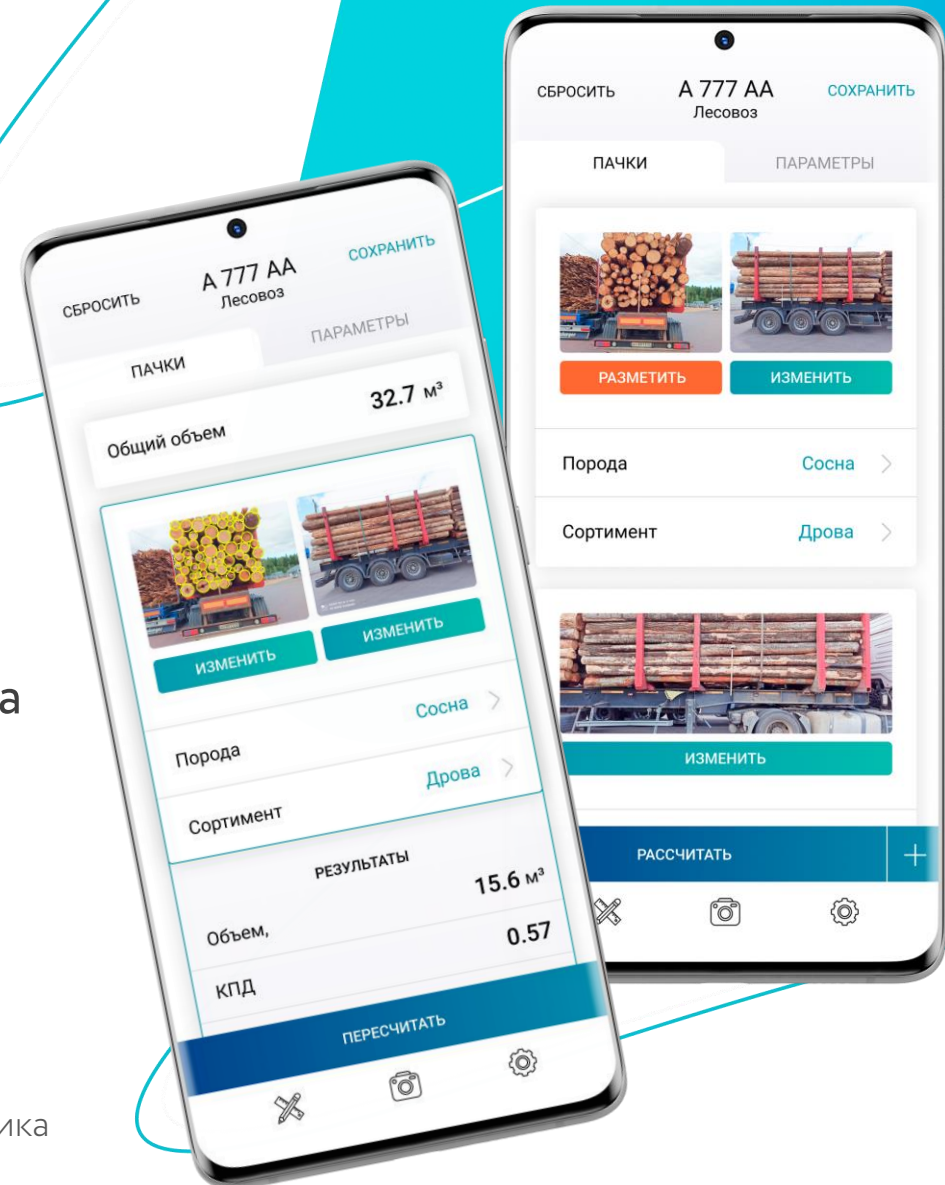 СБРОСИТЬ
А 777 АА
Лесовоз
СОХРАНИТЬ
ПАЧКИ
ПАРАМЕТРЫ
Общий объем
32.7 м³
ИЗМЕНИТЬ
ИЗМЕНИТЬ
Порода
Сосна
Сортимент
Дрова
РЕЗУЛЬТАТЫ
Объем,
15.6 м³
КПД
0.57
ПЕРЕСЧИТАТЬ
СБРОСИТЬ
А 777 АА
Лесовоз
СОХРАНИТЬ
ПАЧКИ
ПАРАМЕТРЫ
РАЗМЕТИТЬ
ИЗМЕНИТЬ
Порода
Сосна
Сортимент
Дрова
ИЗМЕНИТЬ
РАССЧИТАТЬ